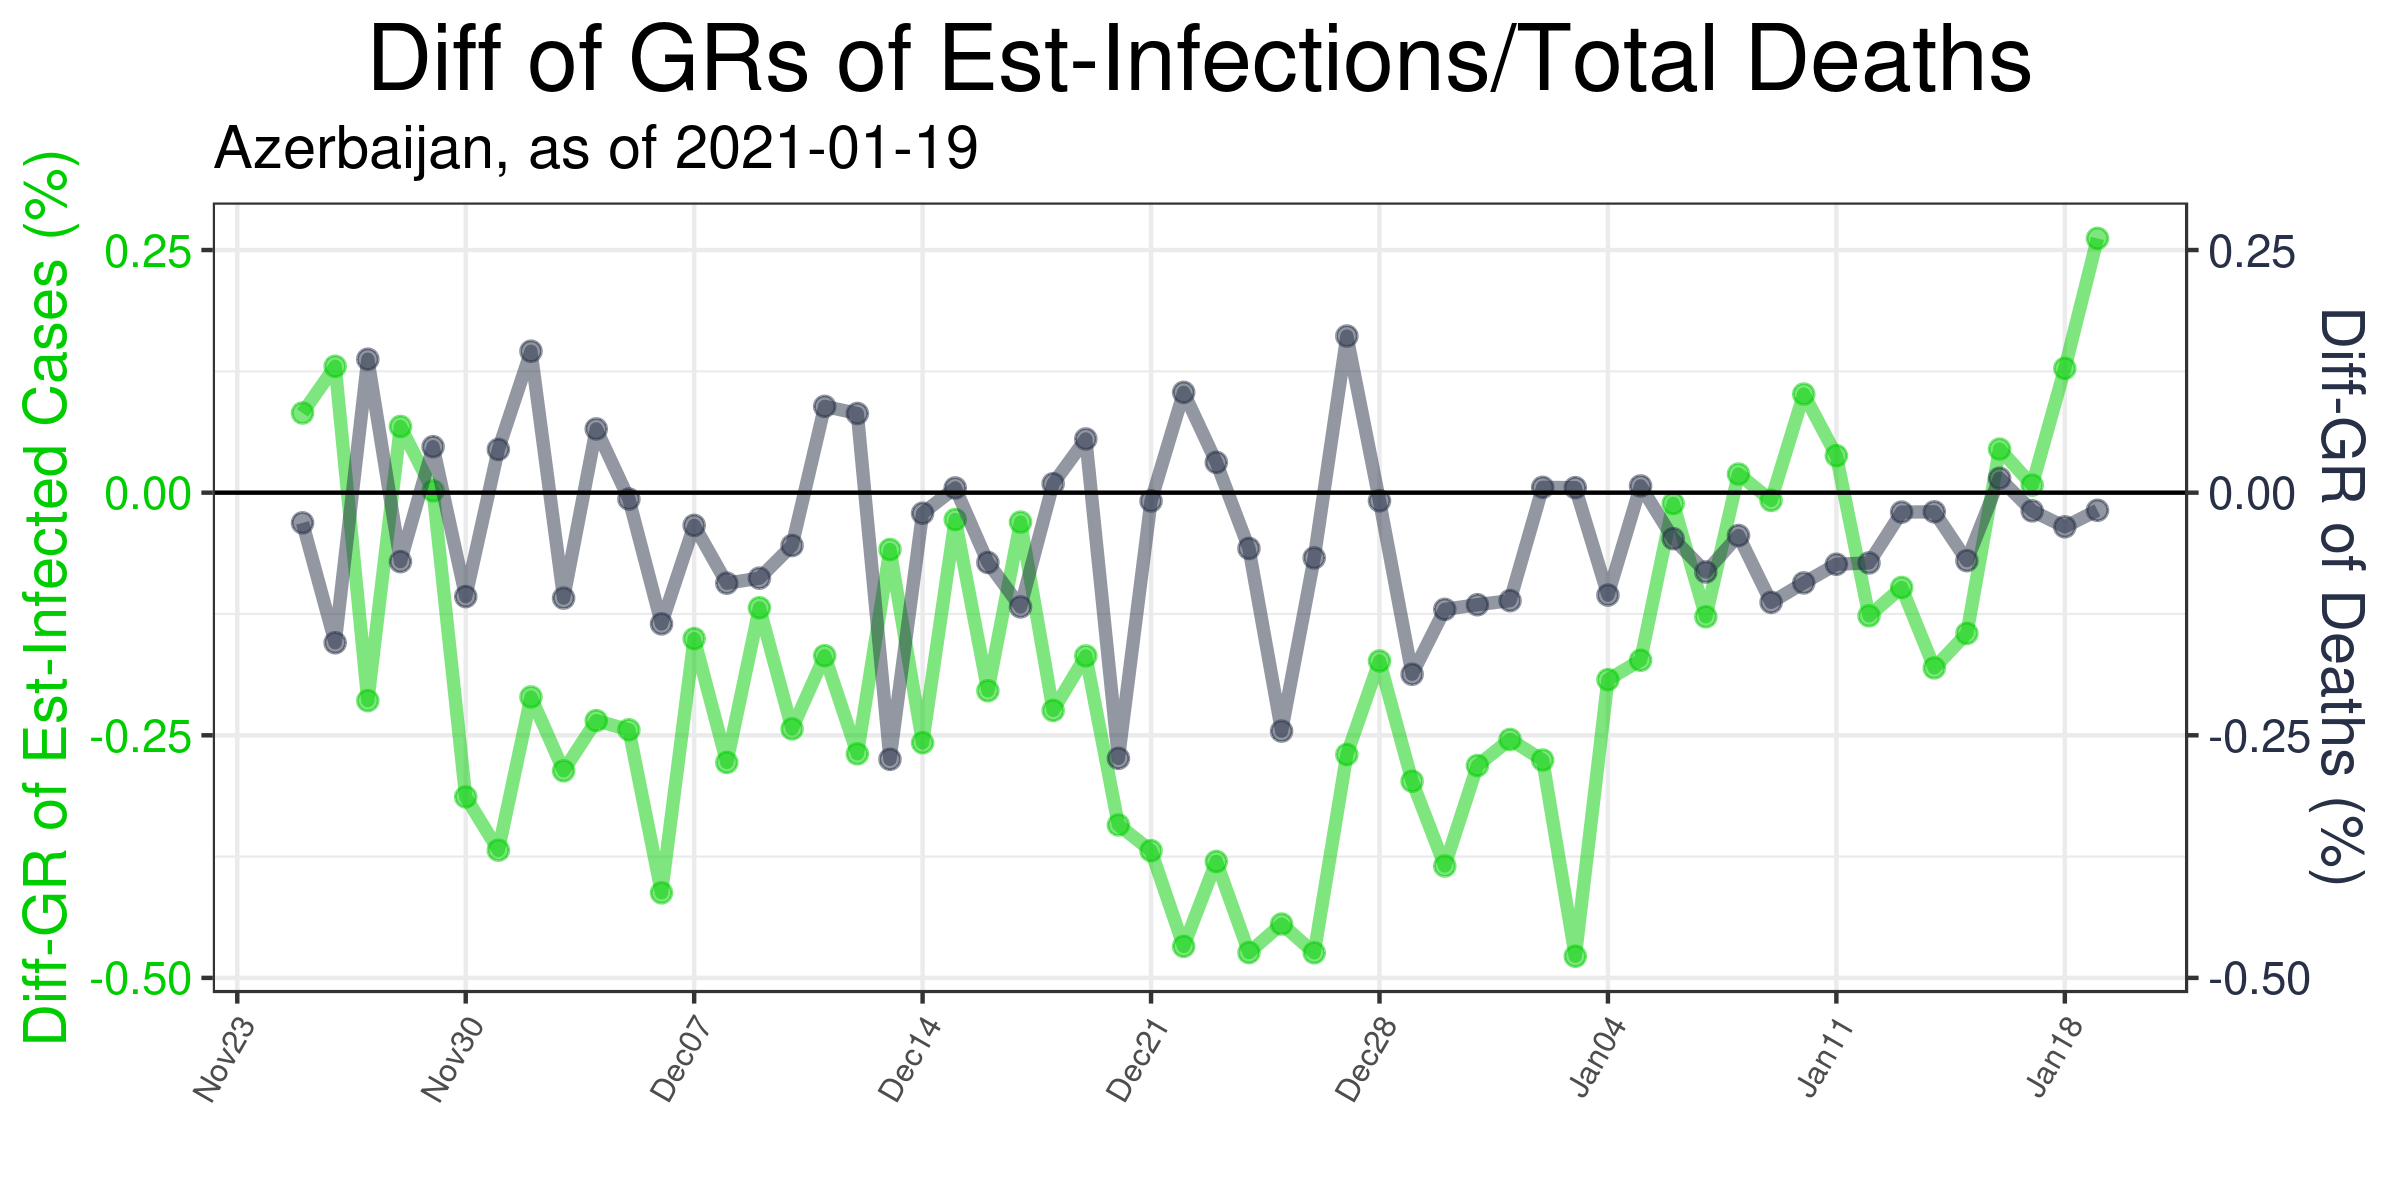 Diff of GRs of Est-Infections/Total Deaths
Azerbaijan, as of 2021-01-19
Diff-GR of Est-Infected Cases (%)
0.25
0.00
-0.25
-0.50
0.25
0.00
-0.25
-0.50
Diff-GR of Deaths (%)
Nov23
Nov30
Dec07
Dec14
Dec21
Dec28
Jan04
Jan11
Jan18